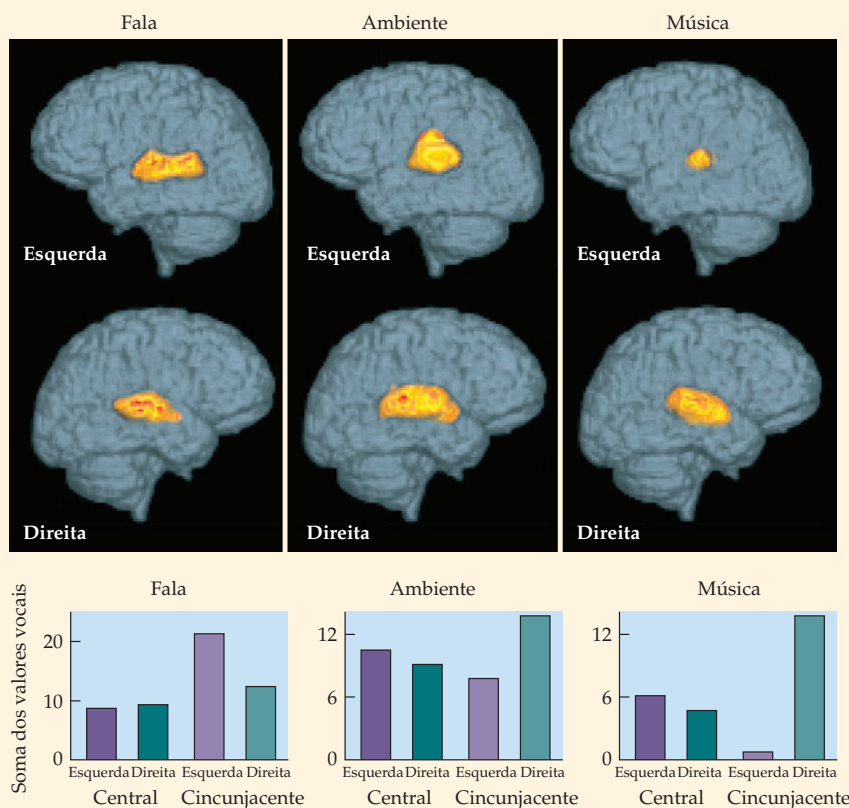 Fala Ambiente Música
Esquerda Esquerda Esquerda
Direita Direita Direita
Soma dos valores vocais
Fala
20
10
0
Esquerda Direita Esquerda Direita
Central Cincunjacente
Ambiente
12
6
0
Esquerda Direita Esquerda Direita
Central Cincunjacente
Música
12
6
0
Esquerda Direita Esquerda Direita
Central Cincunjacente